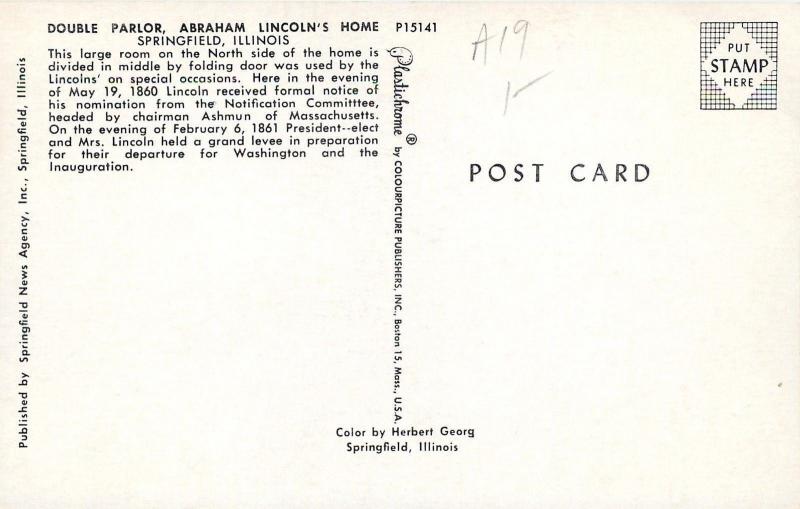 DOUBLE PARLOR, ABRAHAM LINCOLN'S HOME P15141
SPRINGFIELD, ILLINOIS
This large room on the North side of the home is
divided in middle by folding door was used by the
Lincolns' on special occasions. Here in the evening
of May 19, 1860 Lincoln received formal notice of
his nomination from the Notification Committtee,
headed by chairman Ashmun of Massachusetts.
On the evening of February 6, 1861 President--elect
and Mrs. Lincoln held a grand levee in preparation
for their departure for Washington and the
Inauguration.
Published by Springfield News Agency, Inc., Springfield, Illinois
Plastichrome ® by COLOURPICTURE PUBLISHERS, INC., Boston 15, Mass., U.S.A.
A19
PUT
STAMP
HERE
POST CARD
Color by Herbert Georg
Springfield, Illinois